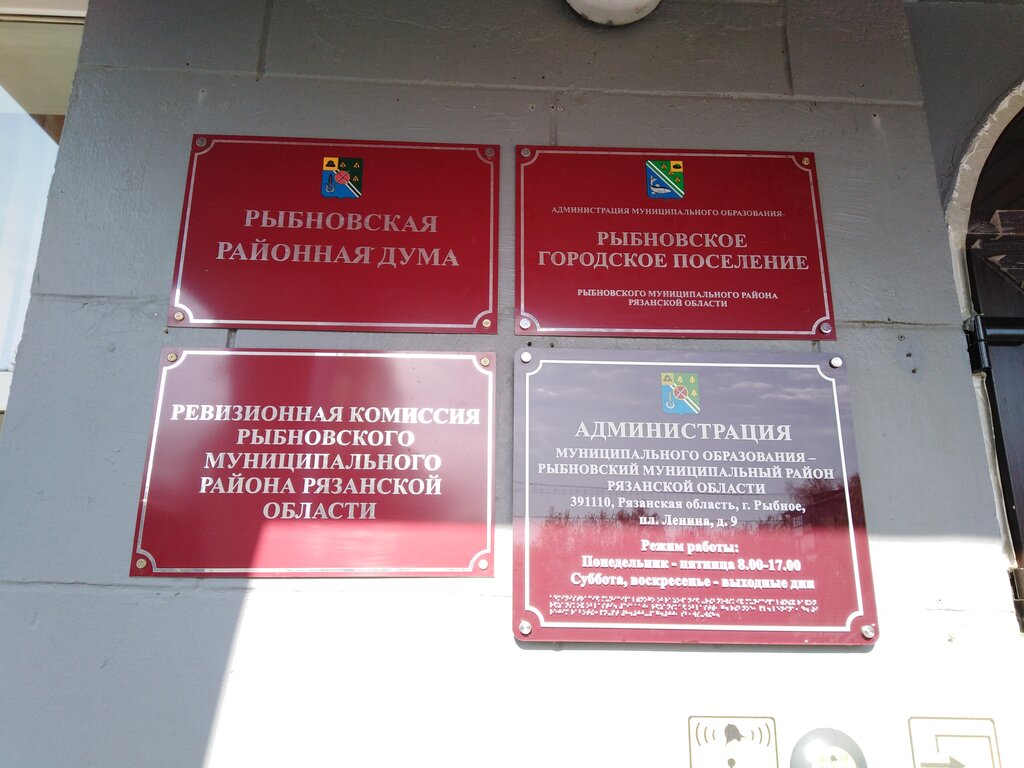 РЫБНОВСКАЯ
РАЙОННАЯ ДУМА
АДМИНИСТРАЦИЯ МУНИЦИПАЛЬНОГО ОБРАЗОВАНИЯ-
РЫБНОВСКОЕ
ГОРОДСКОЕ ПОСЕЛЕНИЕ
РЫБНОВСКОГО МУНИЦИПАЛЬНОГО РАЙОНА
РЯЗАНСКОЙ ОБЛАСТИ
РЕВИЗИОННАЯ КОМИССИЯ
РЫБНОВСКОГО
МУНИЦИПАЛЬНОГО
РАЙОНА РЯЗАНСКОЙ
ОБЛАСТИ
АДМИНИСТРАЦИЯ
МУНИЦИПАЛЬНОГО ОБРАЗОВАНИЯ –
РЫБНОВСКИЙ МУНИЦИПАЛЬНЫЙ РАЙОН
РЯЗАНСКОЙ ОБЛАСТИ
391110, Рязанская область, г. Рыбное,
пл. Ленина, д. 9
Режим работы:
Понедельник - пятница 8.00-17.00
Суббота, воскресенье - выходные дни